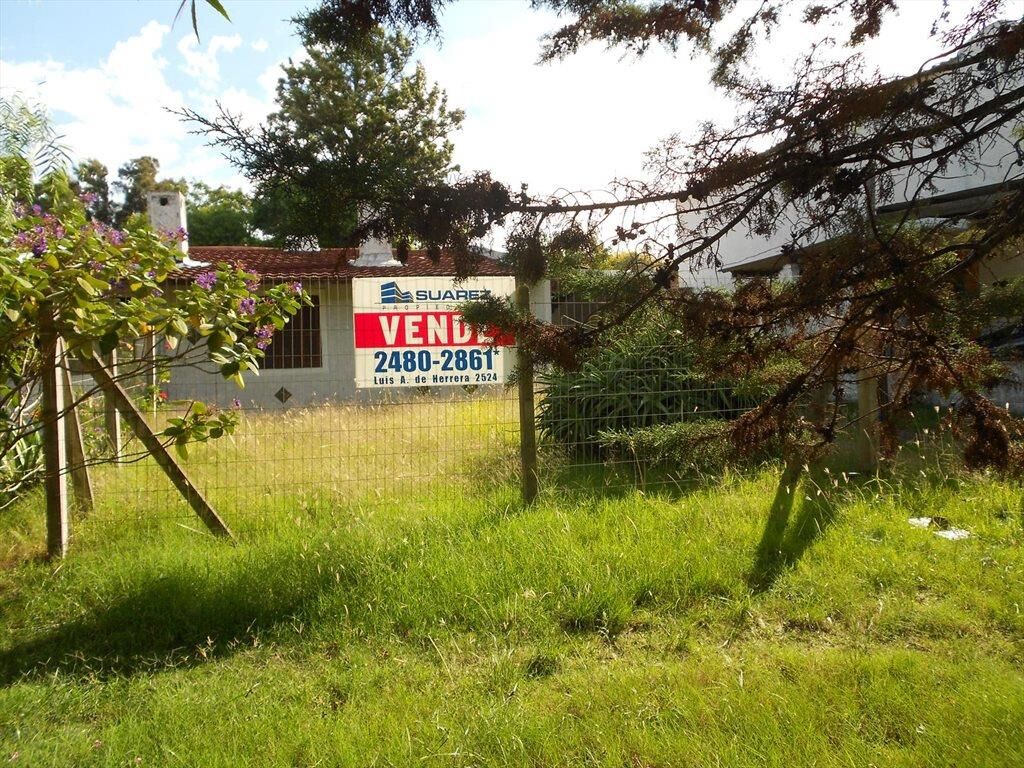 SUAREZ
VENDE
2480-2861*
Luis A. de Herrera 2524